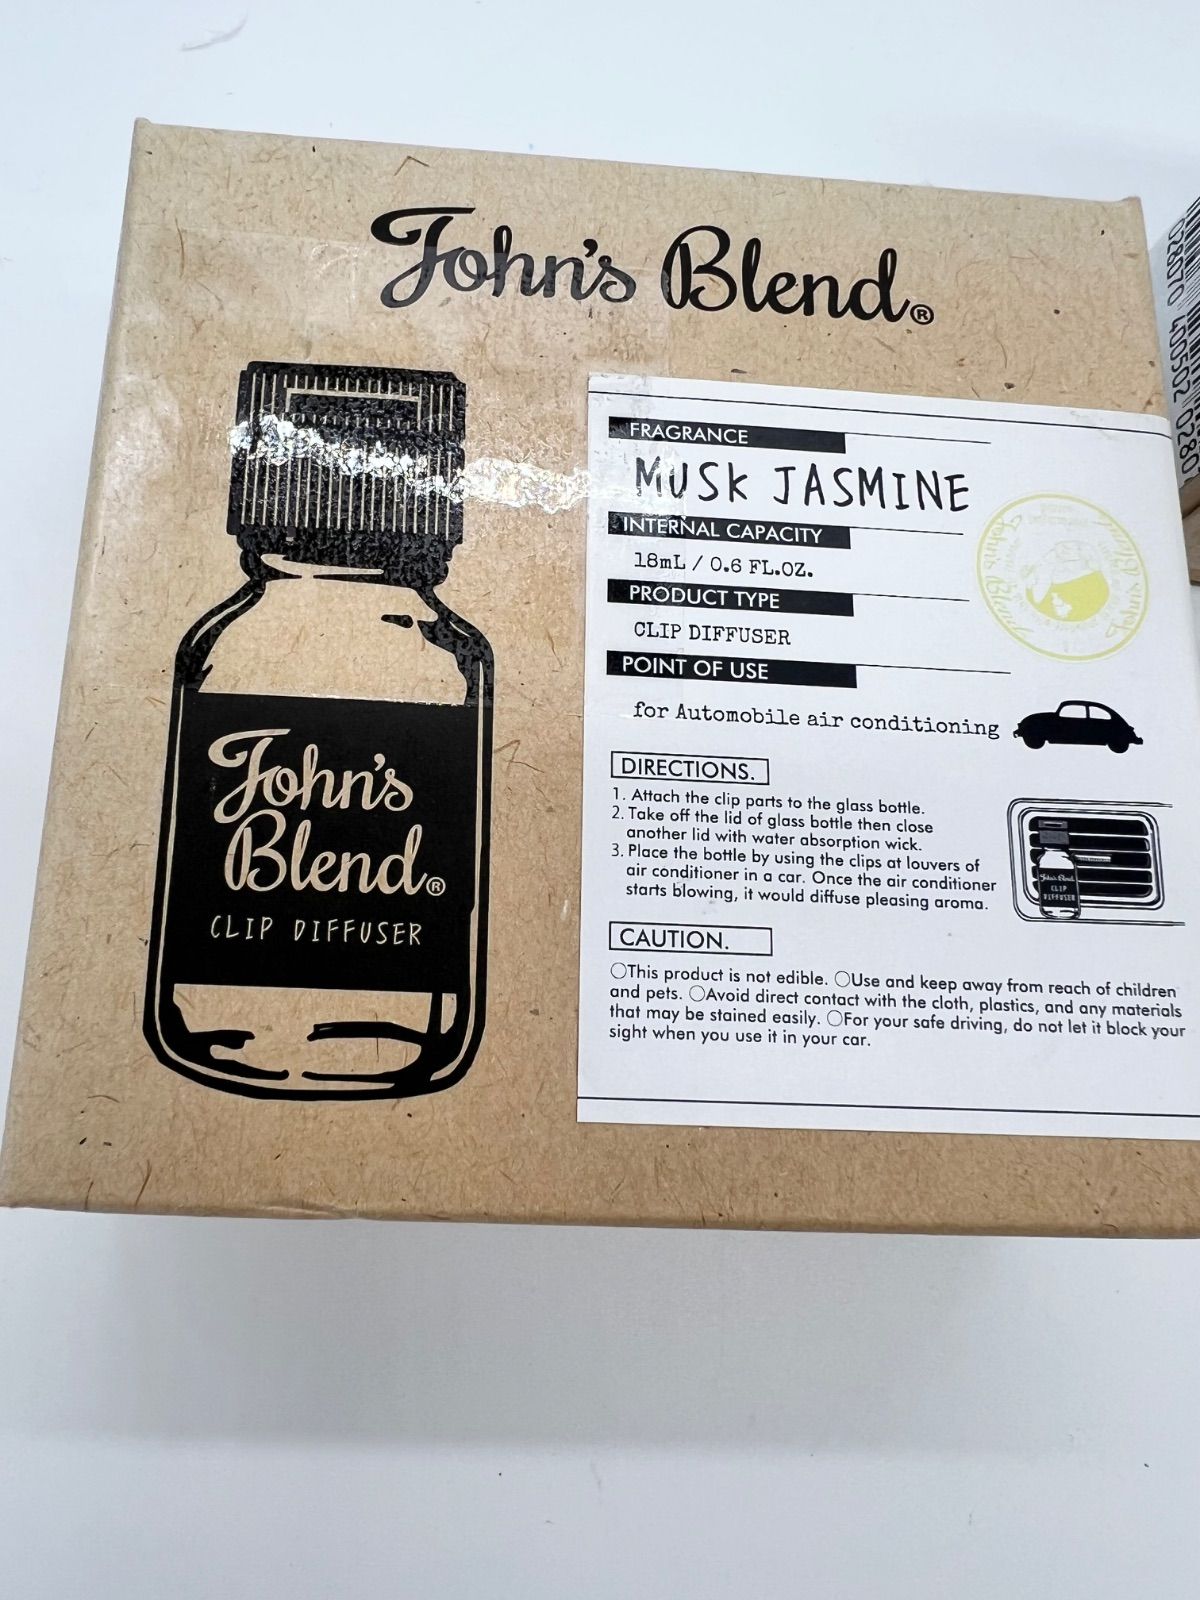 John's Blend®
FRAGRANCE
MUSK JASMINE
INTERNAL CAPACITY
18mL / 0.6 FL.OZ.
PRODUCT TYPE
CLIP DIFFUSER
POINT OF USE
for Automobile air conditioning
DIRECTIONS.
1. Attach the clip parts to the glass bottle.
2. Take off the lid of glass bottle then close
another lid with water absorption wick.
3. Place the bottle by using the clips at louvers of
air conditioner in a car. Once the air conditioner
starts blowing, it would diffuse pleasing aroma.
CAUTION.
○This product is not edible. ○Use and keep away from reach of children
and pets. ○Avoid direct contact with the cloth, plastics, and any materials
that may be stained easily. ○For your safe driving, do not let it block your
sight when you use it in your car.
John's
Blend®
CLIP DIFFUSER
John's Blend
CLIP
DIFFUSER
John's Blend